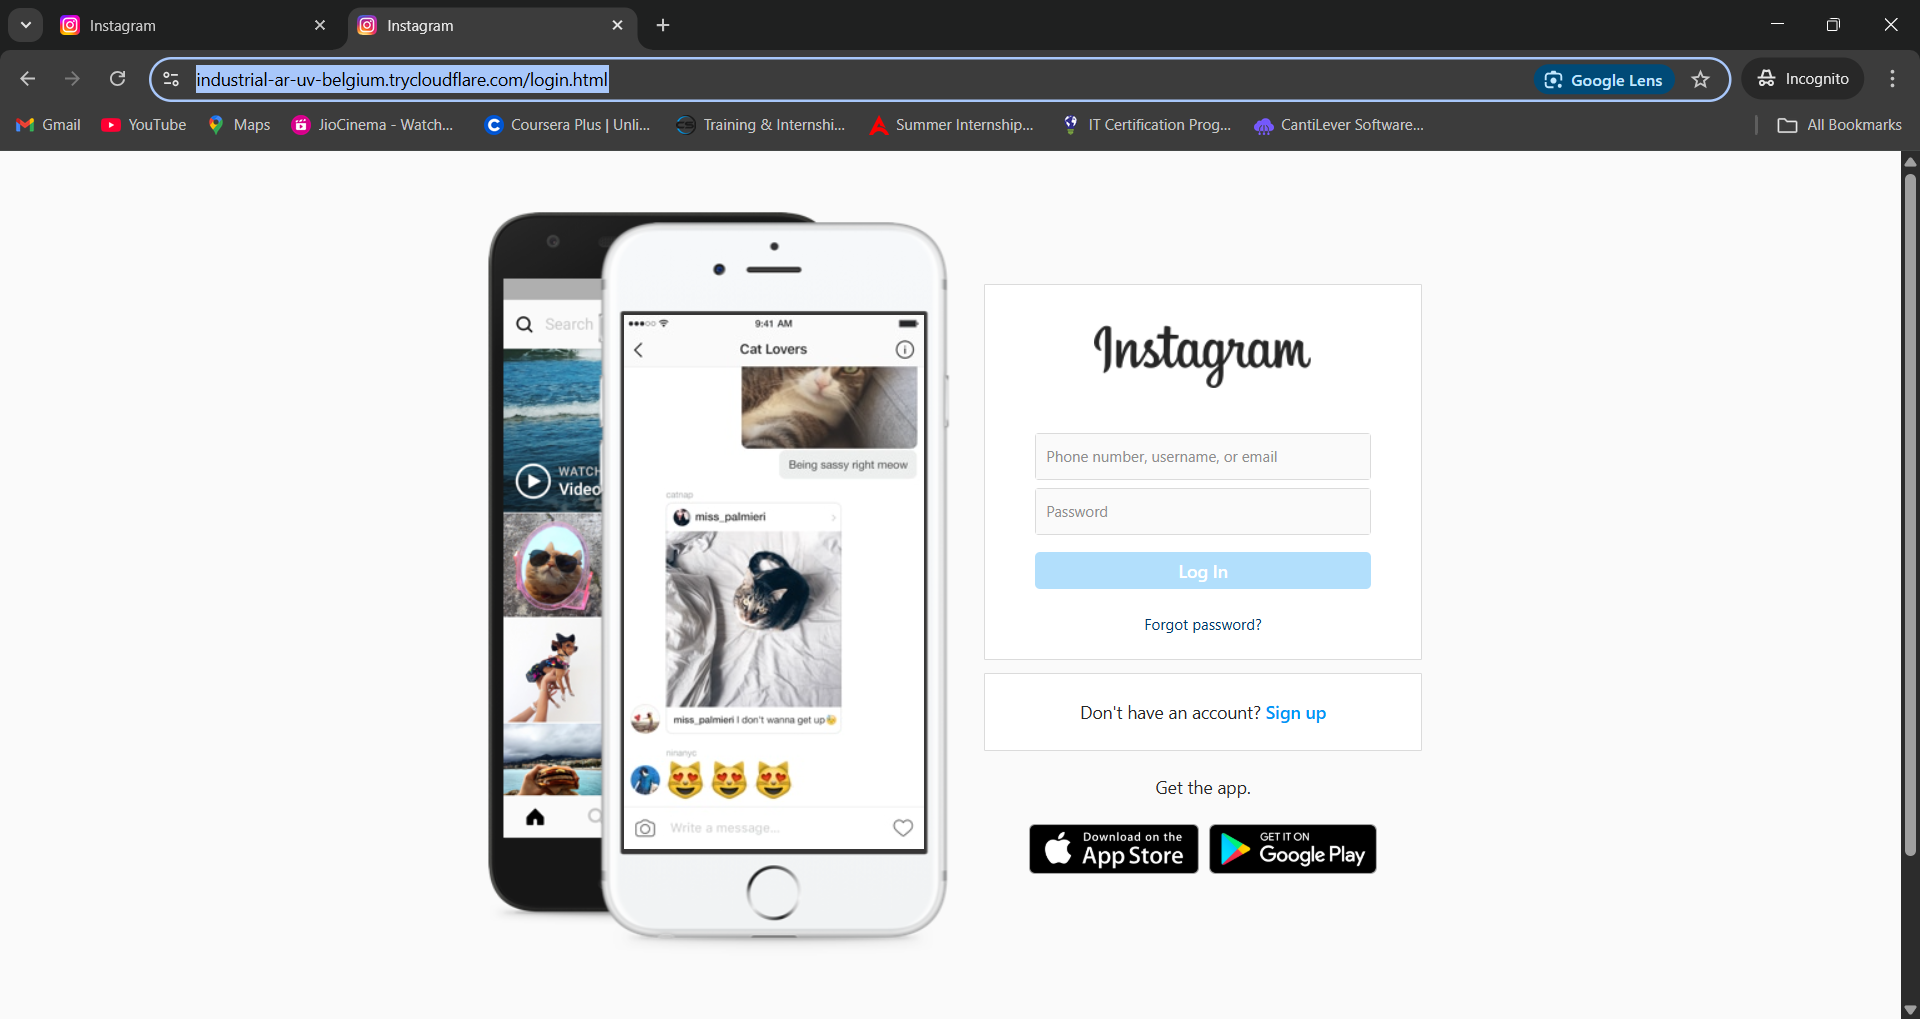 Instagram
Instagram
industrial-ar-uv-belgium.trycloudflare.com/login.html
Google Lens
Incognito
Gmail
YouTube
Maps
JioCinema - Watch...
Coursera Plus | Unli...
Training & Internshi...
Summer Internship...
IT Certification Prog...
CantiLever Software...
All Bookmarks
Search
WATCH
Video
9:41 AM
Cat Lovers
Being sassy right meow
catnap
miss_palmieri
miss_palmieri I don't wanna get up😴
ninanyc
😻 😻 😻
Write a message...
Instagram
Phone number, username, or email
Password
Log In
Forgot password?
Don't have an account? Sign up
Get the app.
Download on the
App Store
GET IT ON
Google Play